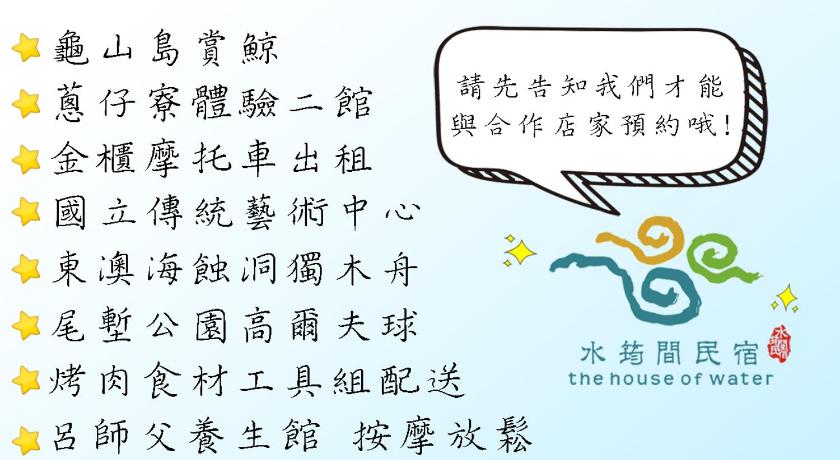 龜山島賞鯨
蔥仔寮體驗二館
金櫃摩托車出租
國立傳統藝術中心
東澳海蝕洞獨木舟
尾塹公園高爾夫球
烤肉食材工具組配送
呂師父養生館 按摩放鬆
請先告知我們才能
與合作店家預約哦!
水筠間民宿
the house of water